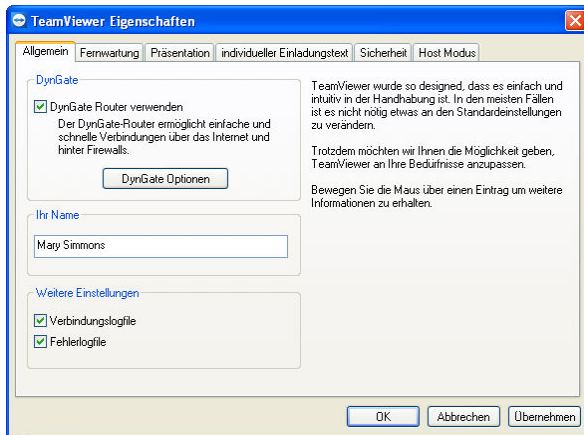 TeamViewer Eigenschaften
Allgemein
Fernwartung
Präsentation
individueller Einladungstext
Sicherheit
Host Modus
DynGate
DynGate Router verwenden
Der DynGate-Router ermöglicht einfache und
schnelle Verbindungen über das Internet und
hinter Firewalls.
DynGate Optionen
Ihr Name
Mary Simmons
Weitere Einstellungen
Verbindungslogfile
Fehlerlogfile
TeamViewer wurde so designed, dass es einfach und
intuitiv in der Handhabung ist. In den meisten Fällen
ist es nicht nötig etwas an den Standardeinstellungen
zu verändern.
Trotzdem möchten wir Ihnen die Möglichkeit geben,
TeamViewer an Ihre Bedürfnisse anzupassen.
Bewegen Sie die Maus über einen Eintrag um weitere
Informationen zu erhalten.
OK
Abbrechen
Übernehmen